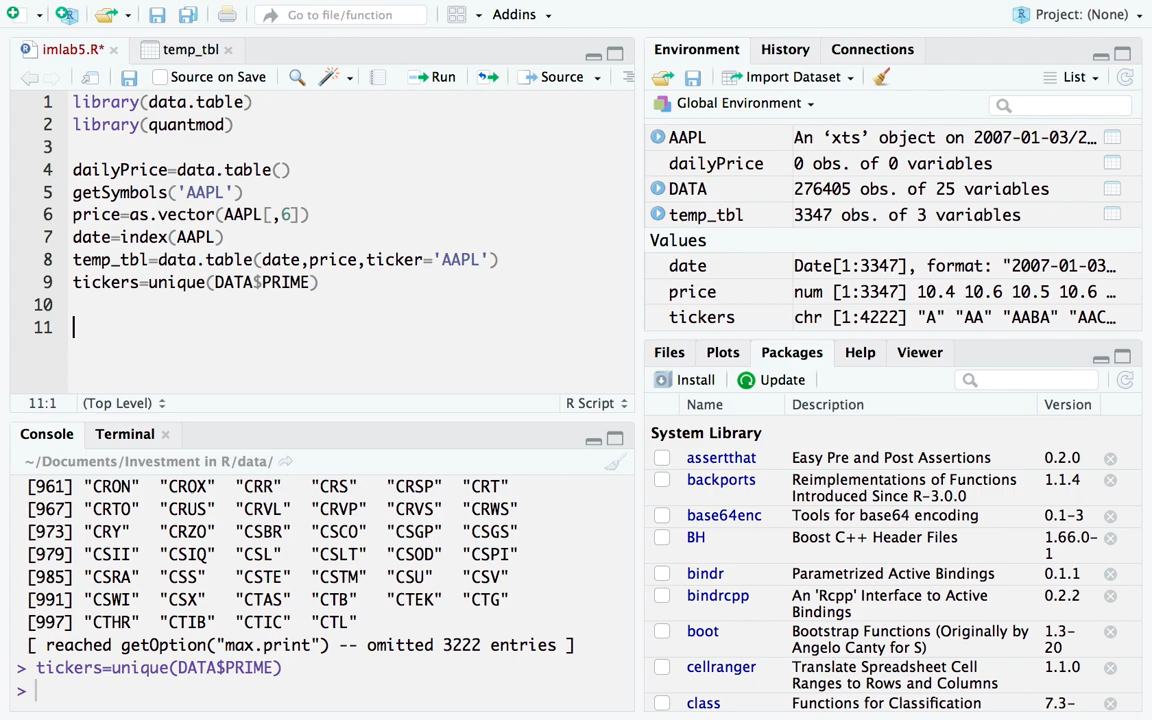 Go to file/function
Addins
Project: (None)
imlab5.R*
temp_tbl
Source on Save
Run
Source
1 library(data.table)
2 library(quantmod)
3
4 dailyPrice=data.table()
5 getSymbols('AAPL')
6 price=as.vector(AAPL[,6])
7 date=index(AAPL)
8 temp_tbl=data.table(date,price,ticker='AAPL')
9 tickers=unique(DATA$PRIME)
10
11
11:1 (Top Level) R Script
Console Terminal
~/Documents/Investment in R/data/
[961] "CRON" "CROX" "CRR" "CRS" "CRSP" "CRT"
[967] "CRTO" "CRUS" "CRVL" "CRVP" "CRVS" "CRWS"
[973] "CRY" "CRZO" "CSBR" "CSCO" "CSGP" "CSGS"
[979] "CSII" "CSIQ" "CSL" "CSLT" "CSOD" "CSPI"
[985] "CSRA" "CSS" "CSTE" "CSTM" "CSU" "CSV"
[991] "CSWI" "CSX" "CTAS" "CTB" "CTEK" "CTG"
[997] "CTHR" "CTIB" "CTIC" "CTL"
[ reached getOption("max.print") -- omitted 3222 entries ]
> tickers=unique(DATA$PRIME)
>
Environment History Connections
Import Dataset List
Global Environment
AAPL An ‘xts’ object on 2007-01-03/2…
dailyPrice 0 obs. of 0 variables
DATA 276405 obs. of 25 variables
temp_tbl 3347 obs. of 3 variables
Values
date Date[1:3347], format: "2007-01-03…
price num [1:3347] 10.4 10.6 10.5 10.6 …
tickers chr [1:4222] "A" "AA" "AABA" "AAC…
Files Plots Packages Help Viewer
Install Update
Name Description Version
System Library
assertthat Easy Pre and Post Assertions 0.2.0
backports Reimplementations of Functions 1.1.4
Introduced Since R-3.0.0
base64enc Tools for base64 encoding 0.1-3
BH Boost C++ Header Files 1.66.0-
1
bindr Parametrized Active Bindings 0.1.1
bindrcpp An 'Rcpp' Interface to Active 0.2.2
Bindings
boot Bootstrap Functions (Originally by 1.3-
Angelo Canty for S) 20
cellranger Translate Spreadsheet Cell 1.1.0
Ranges to Rows and Columns
class Functions for Classification 7.3-